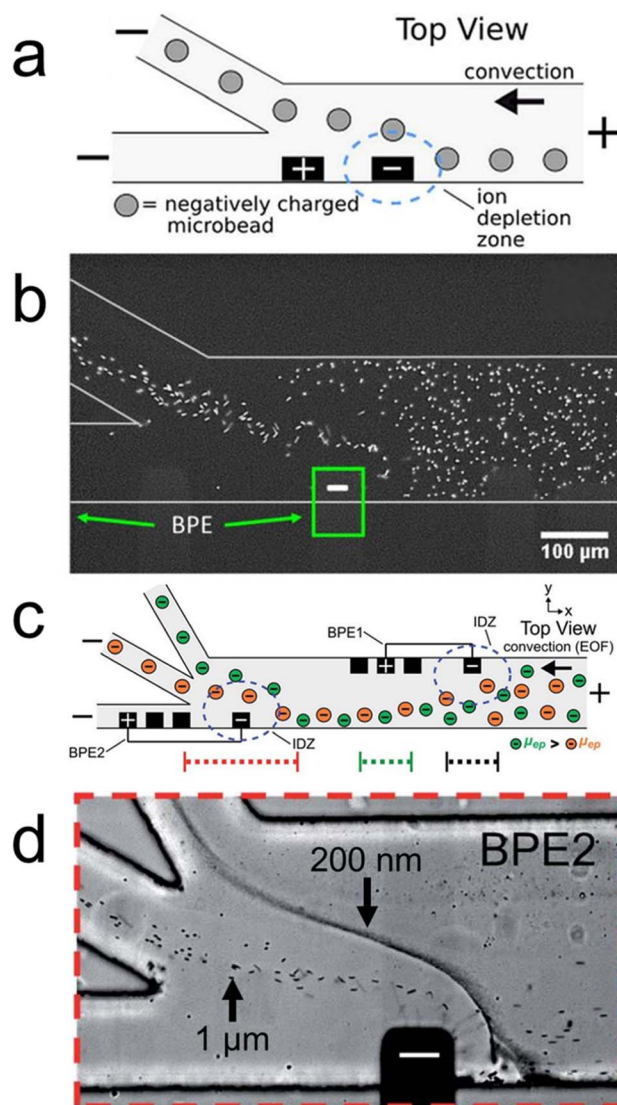 a
Top View
convection
−
−
+
+
−
= negatively charged
microbead
ion
depletion
zone
b
−
BPE
100 µm
c
y
x
BPE1
IDZ
Top View
convection (EOF)
−
−
−
+
−
+
+
−
BPE2
IDZ
μep > μep
d
BPE2
200 nm
1 µm
−